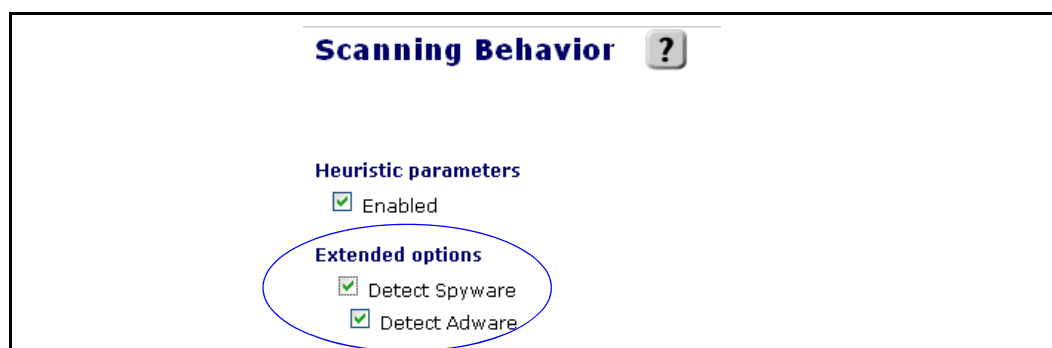 Scanning Behavior ?
Heuristic parameters
Enabled
Extended options
Detect Spyware
Detect Adware